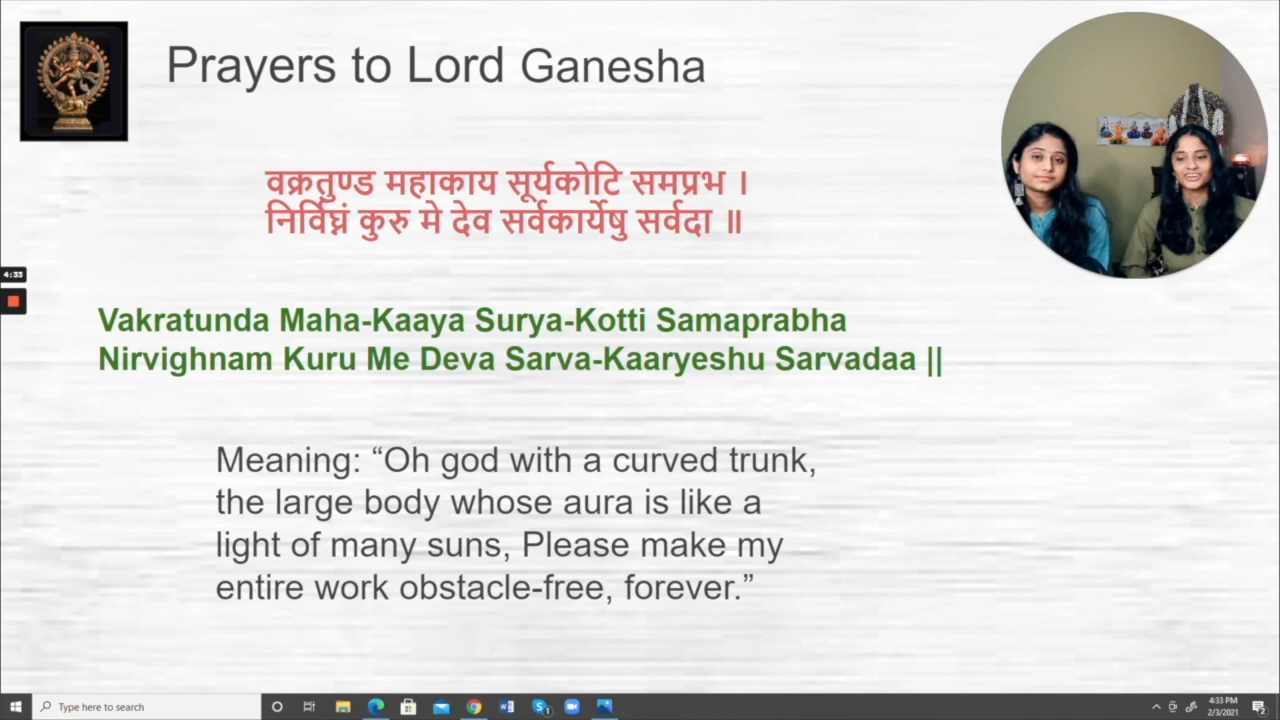 Prayers to Lord Ganesha
वक्रतुण्ड महाकाय सूर्यकोटि समप्रभ ।
निर्विघ्नं कुरु मे देव सर्वकार्येषु सर्वदा ॥
4:33
Vakratunda Maha-Kaaya Surya-Kotti Samaprabha
Nirvighnam Kuru Me Deva Sarva-Kaaryeshu Sarvadaa ||
Meaning: “Oh god with a curved trunk,
the large body whose aura is like a
light of many suns, Please make my
entire work obstacle-free, forever.”
Type here to search
4:33 PM
2/3/2021